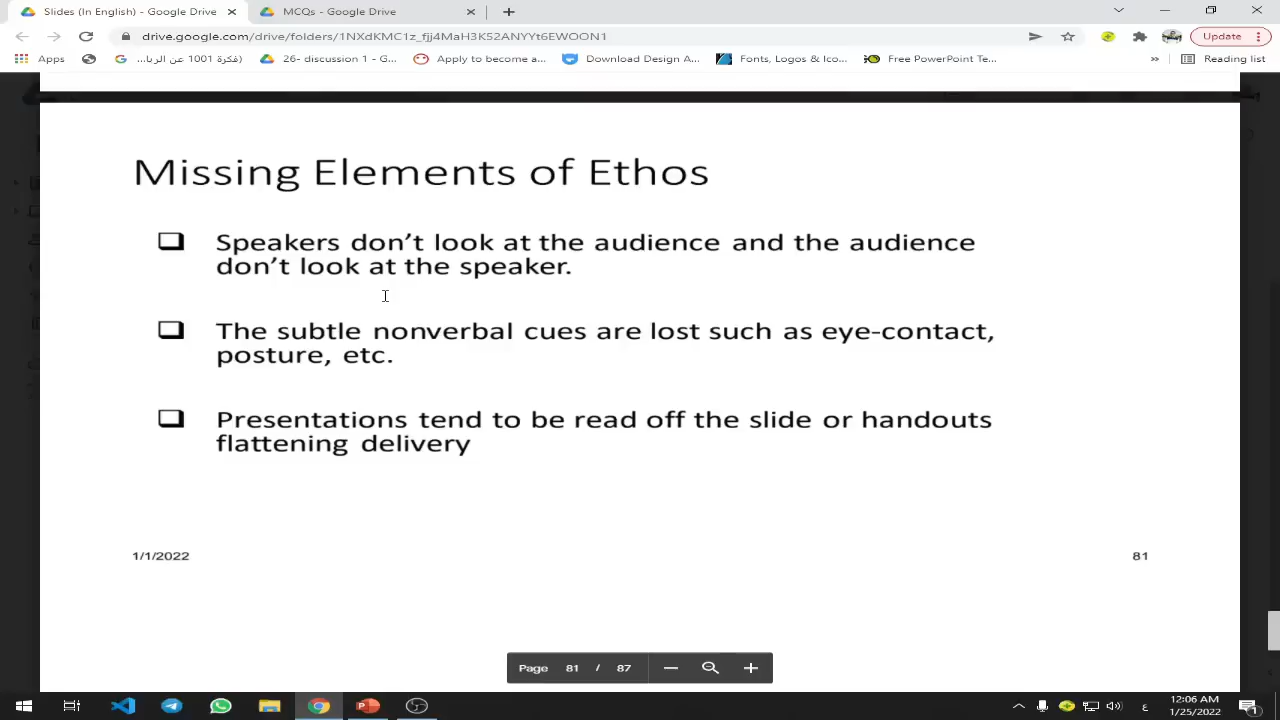 Slides - Google Drive
MCQs - Google Drive
drive.google.com/drive/folders/1NXdKMC1z_fjj4MaH3K52ANYYt6EWOON1
Update
Apps
فكرة 1001 عن الريا...) - G...
26- discussion 1 - G...
Apply to become a...
Download Design A...
Fonts, Logos & Ico...
Free PowerPoint Te...
»
Reading list
Missing Elements of Ethos
Speakers don’t look at the audience and the audience
don’t look at the speaker.
The subtle nonverbal cues are lost such as eye-contact,
posture, etc.
Presentations tend to be read off the slide or handouts
flattening delivery
1/1/2022
81
Page 81 / 87
ع
12:06 AM
1/25/2022
1